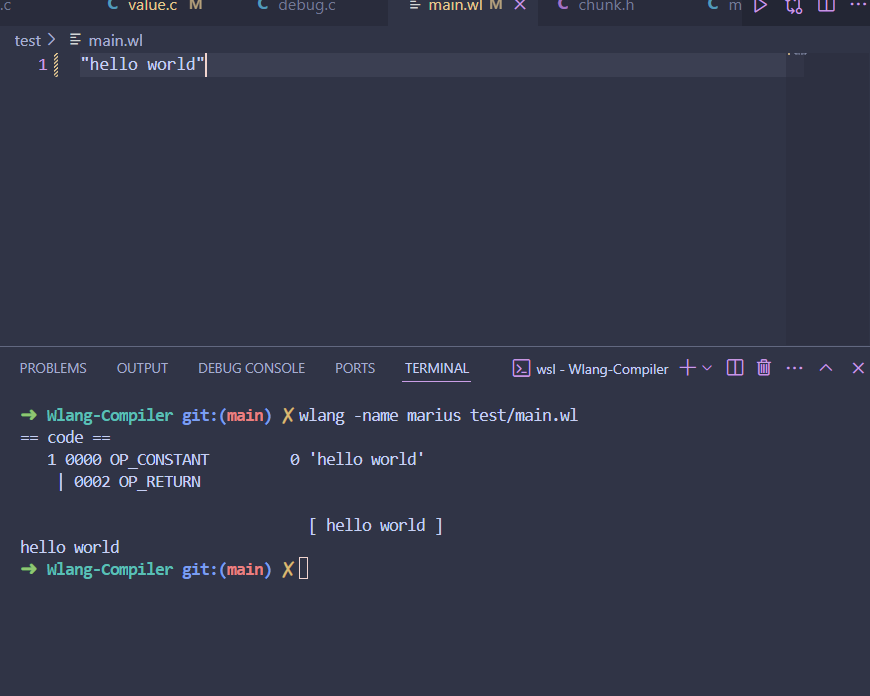 .c C value.c M C debug.c main.wl M × C chunk.h C m
test > main.wl
1 "hello world"
PROBLEMS OUTPUT DEBUG CONSOLE PORTS TERMINAL wsl - Wlang-Compiler
➜ Wlang-Compiler git:(main) ✗ wlang -name marius test/main.wl
== code ==
1 0000 OP_CONSTANT 0 'hello world'
| 0002 OP_RETURN
[ hello world ]
hello world
➜ Wlang-Compiler git:(main) ✗